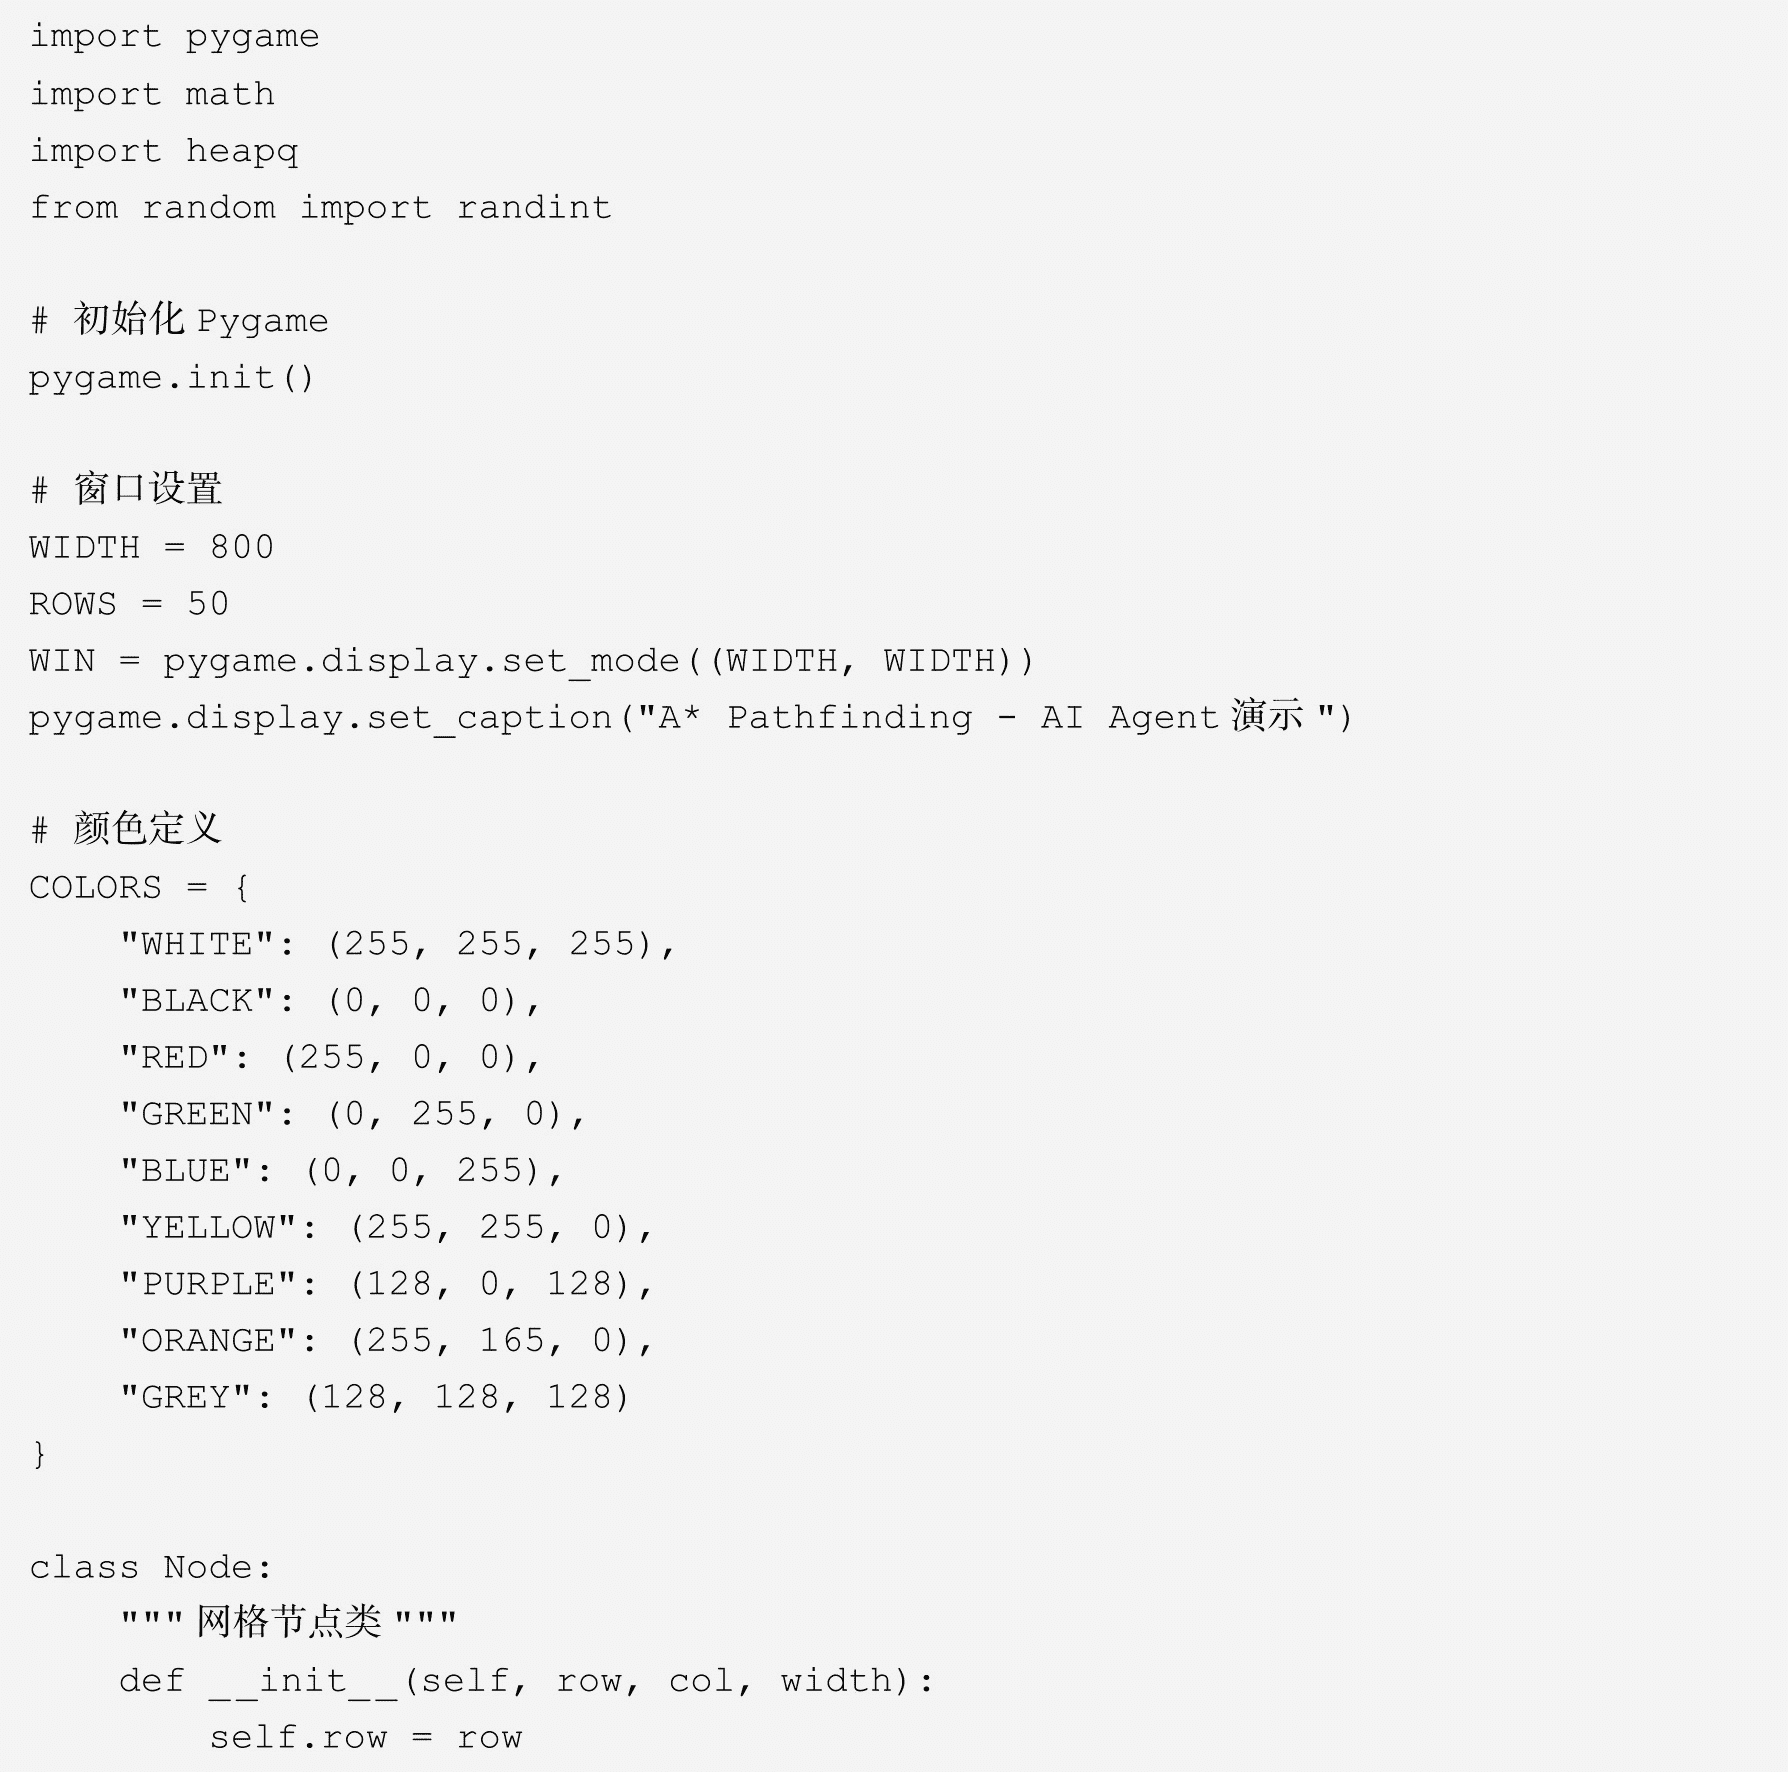 import pygame
import math
import heapq
from random import randint

# 初始化 Pygame
pygame.init()

# 窗口设置
WIDTH = 800
ROWS = 50
WIN = pygame.display.set_mode((WIDTH, WIDTH))
pygame.display.set_caption("A* Pathfinding - AI Agent 演示 ")

# 颜色定义
COLORS = {
    "WHITE": (255, 255, 255),
    "BLACK": (0, 0, 0),
    "RED": (255, 0, 0),
    "GREEN": (0, 255, 0),
    "BLUE": (0, 0, 255),
    "YELLOW": (255, 255, 0),
    "PURPLE": (128, 0, 128),
    "ORANGE": (255, 165, 0),
    "GREY": (128, 128, 128)
}

class Node:
    """ 网格节点类 """
    def __init__(self, row, col, width):
        self.row = row